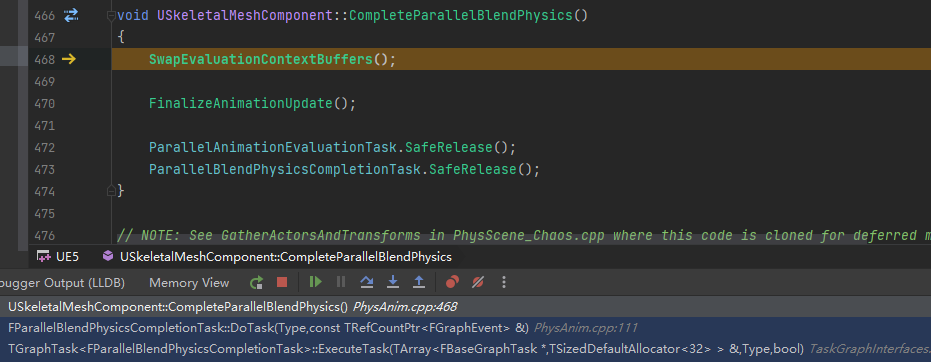 466 void USkeletalMeshComponent::CompleteParallelBlendPhysics()
467 {
468 SwapEvaluationContextBuffers();
469
470 FinalizeAnimationUpdate();
471
472 ParallelAnimationEvaluationTask.SafeRelease();
473 ParallelBlendPhysicsCompletionTask.SafeRelease();
474 }
475
476 // NOTE: See GatherActorsAndTransforms in PhysScene_Chaos.cpp where this code is cloned for deferred m
UE5 USkeletalMeshComponent::CompleteParallelBlendPhysics
bugger Output (LLDB) Memory View
USkeletalMeshComponent::CompleteParallelBlendPhysics() PhysAnim.cpp:468
FParallelBlendPhysicsCompletionTask::DoTask(Type,const TRefCountPtr<FGraphEvent> &) PhysAnim.cpp:111
TGraphTask<FParallelBlendPhysicsCompletionTask>::ExecuteTask(TArray<FBaseGraphTask *,TSizedDefaultAllocator<32> > &,Type,bool) TaskGraphInterfaces.